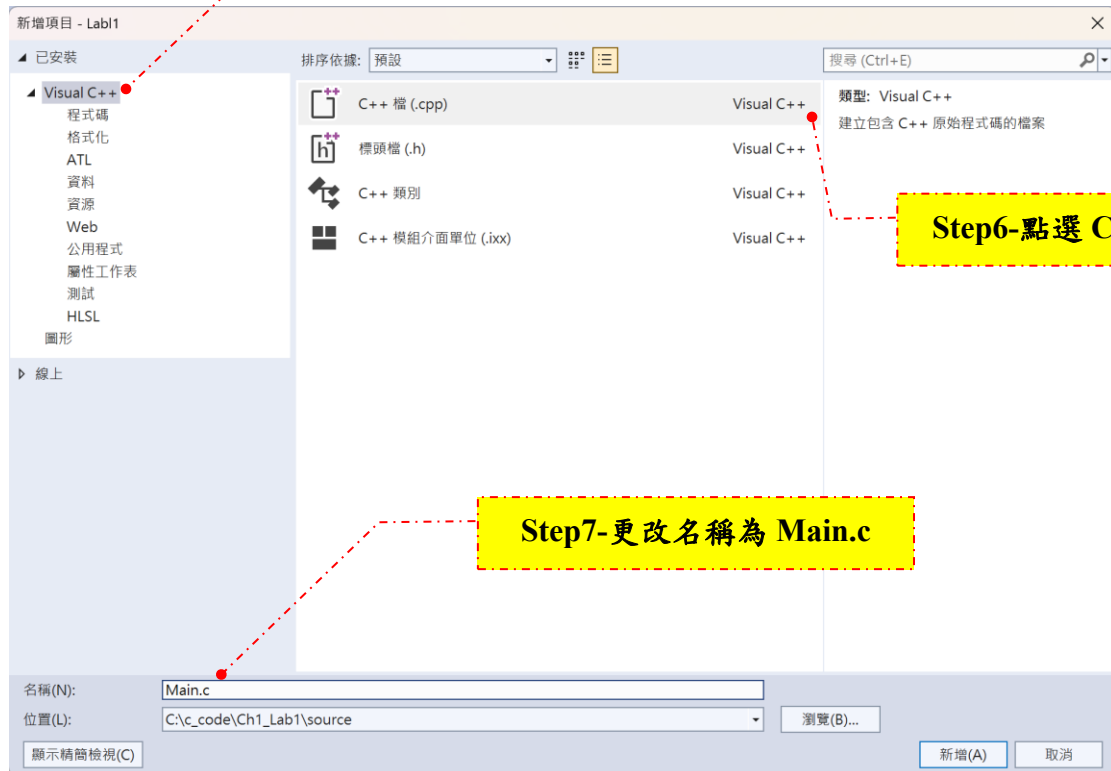 新增項目 - Labl1
已安裝
Visual C++
程式碼
格式化
ATL
資料
資源
Web
公用程式
屬性工作表
測試
HLSL
圖形
線上
排序依據: 預設
C++ 檔 (.cpp) Visual C++
標頭檔 (.h) Visual C++
C++ 類別 Visual C++
C++ 模組介面單位 (.ixx) Visual C++
搜尋 (Ctrl+E)
類型: Visual C++
建立包含 C++ 原始程式碼的檔案
Step6-點選 C
Step7-更改名稱為 Main.c
名稱(N): Main.c
位置(L): C:\c_code\Ch1_Lab1\source
瀏覽(B)...
顯示精簡檢視(C)
新增(A) 取消